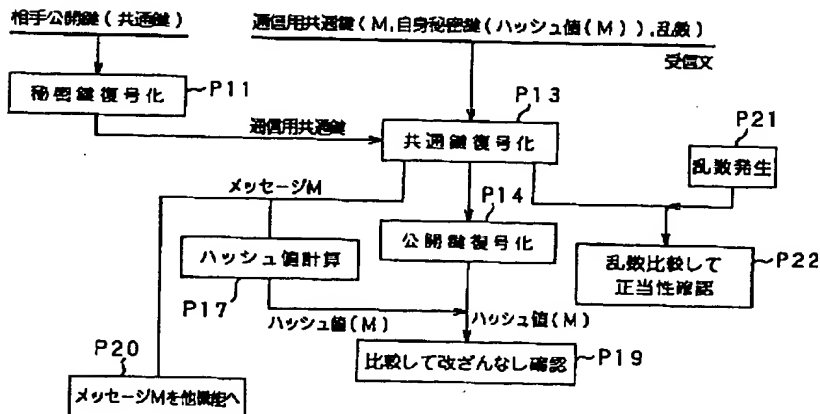 相手公開鍵(共通鍵)
通信用共通鍵(M,自身秘密鍵(ハッシュ値(M)),乱数)
受信文
秘密鍵復号化
P11
P13
通信用共通鍵
共通鍵復号化
P21
乱数発生
メッセージM
P14
公開鍵復号化
ハッシュ値計算
P17
乱数比較して
正当性確認
P22
ハッシュ値(M)
ハッシュ値(M)
P20
比較して改ざんなし確認
P19
メッセージMを他機能へ